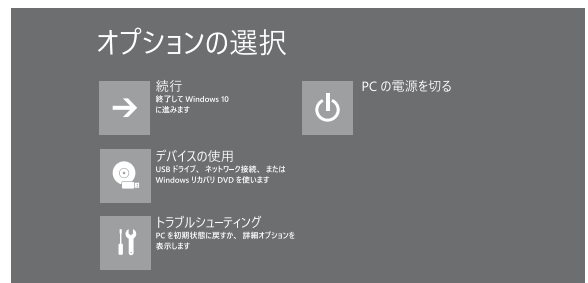 オプションの選択
続行
終了して Windows 10
に進みます
PC の電源を切る
デバイスの使用
USB ドライブ、ネットワーク接続、または
Windows リカバリ DVD を使います
トラブルシューティング
PC を初期状態に戻すか、詳細オプションを
表示します